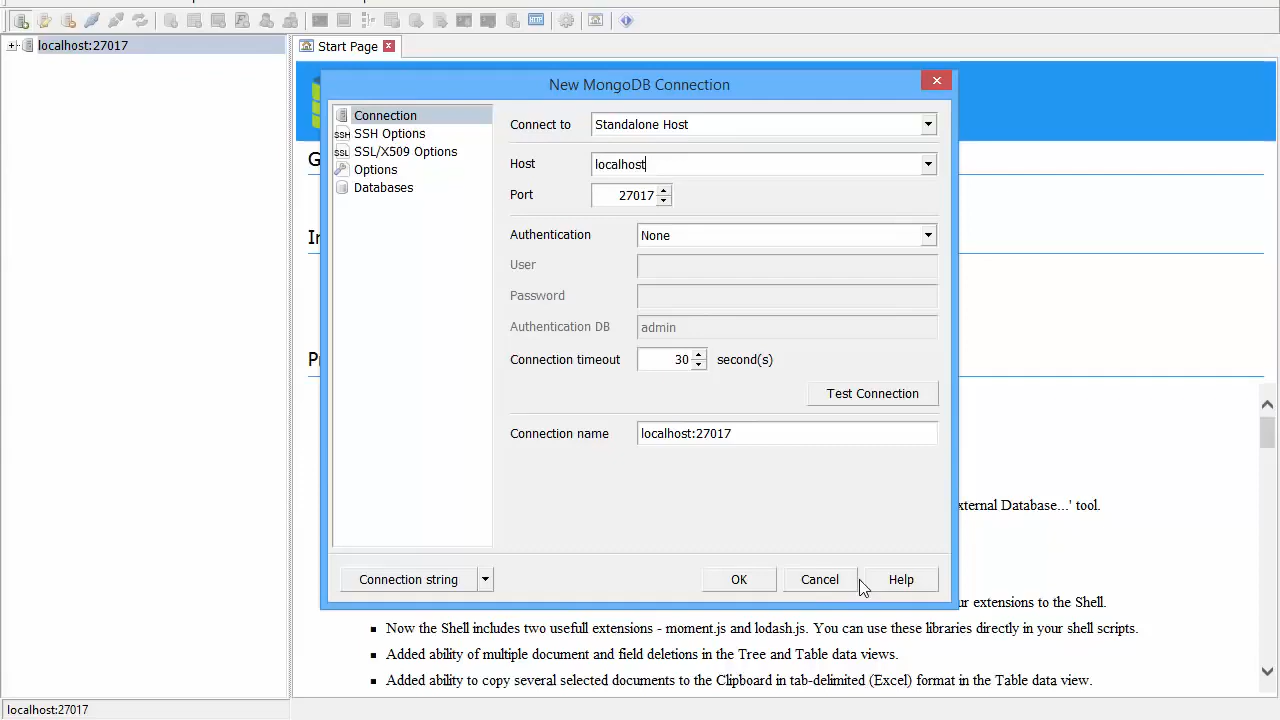 localhost:27017
Start Page
New MongoDB Connection
Connection
SSH SSH Options
SSL SSL/X509 Options
Options
Databases
Connect to Standalone Host
Host localhost
Port 27017
Authentication None
User
Password
Authentication DB admin
Connection timeout 30 second(s)
Test Connection
Connection name localhost:27017
Connection string
OK
Cancel
Help
xternal Database...' tool.
ur extensions to the Shell.
Now the Shell includes two usefull extensions - moment.js and lodash.js. You can use these libraries directly in your shell scripts.
Added ability of multiple document and field deletions in the Tree and Table data views.
Added ability to copy several selected documents to the Clipboard in tab-delimited (Excel) format in the Table data view.
localhost:27017